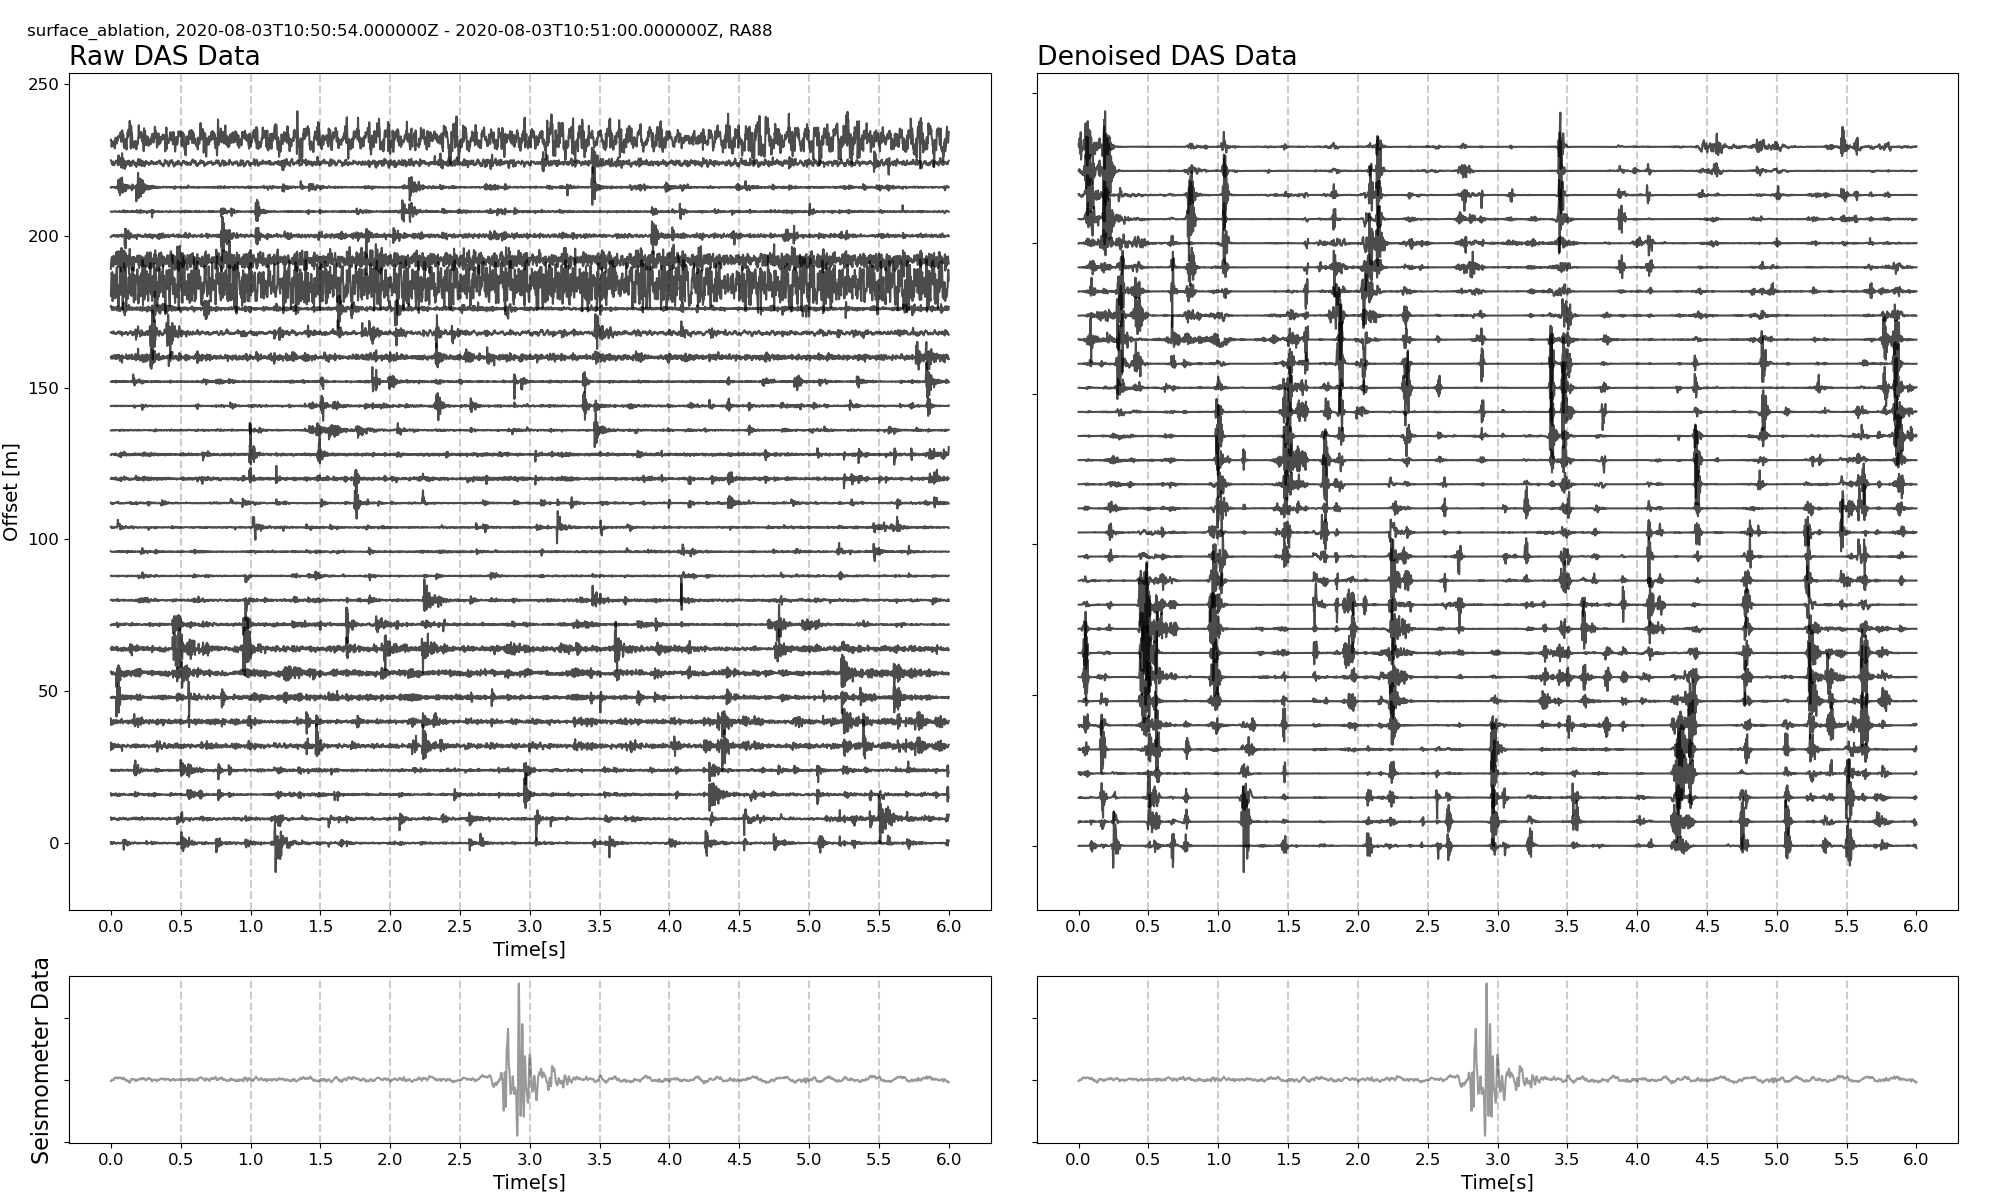 surface_ablation, 2020-08-03T10:50:54.000000Z - 2020-08-03T10:51:00.000000Z, RA88
Raw DAS Data
Denoised DAS Data
250
200
150
100
50
0
Offset [m]
0.0 0.5 1.0 1.5 2.0 2.5 3.0 3.5 4.0 4.5 5.0 5.5 6.0
Time[s]
0.0 0.5 1.0 1.5 2.0 2.5 3.0 3.5 4.0 4.5 5.0 5.5 6.0
Seismometer Data
0.0 0.5 1.0 1.5 2.0 2.5 3.0 3.5 4.0 4.5 5.0 5.5 6.0
Time[s]
0.0 0.5 1.0 1.5 2.0 2.5 3.0 3.5 4.0 4.5 5.0 5.5 6.0
Time[s]